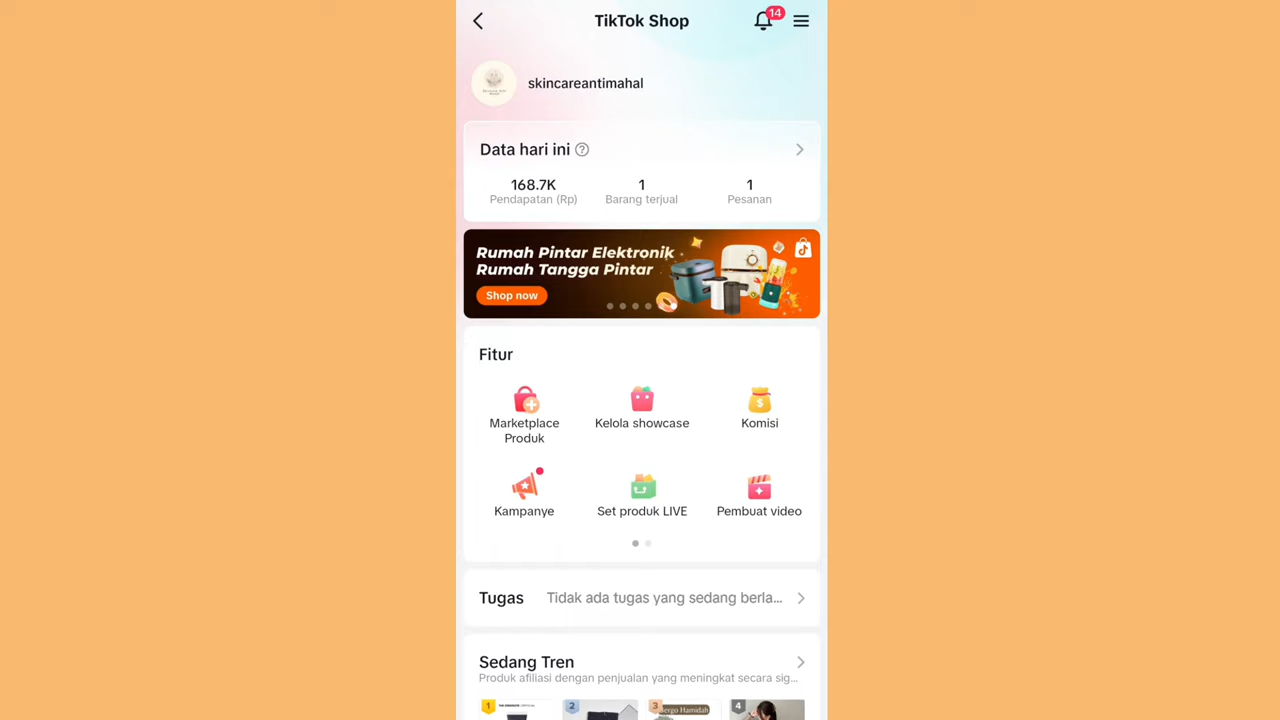 TikTok Shop
14
skincareantimahal
Data hari ini ?
168.7K
1
1
Pendapatan (Rp)
Barang terjual
Pesanan
Rumah Pintar Elektronik
Rumah Tangga Pintar
Shop now
Fitur
Marketplace
Produk
Kelola showcase
Komisi
Kampanye
Set produk LIVE
Pembuat video
Tugas
Tidak ada tugas yang sedang berla...
Sedang Tren
Produk afiliasi dengan penjualan yang meningkat secara sig...
1
2
3
Bergo Hamidah
4